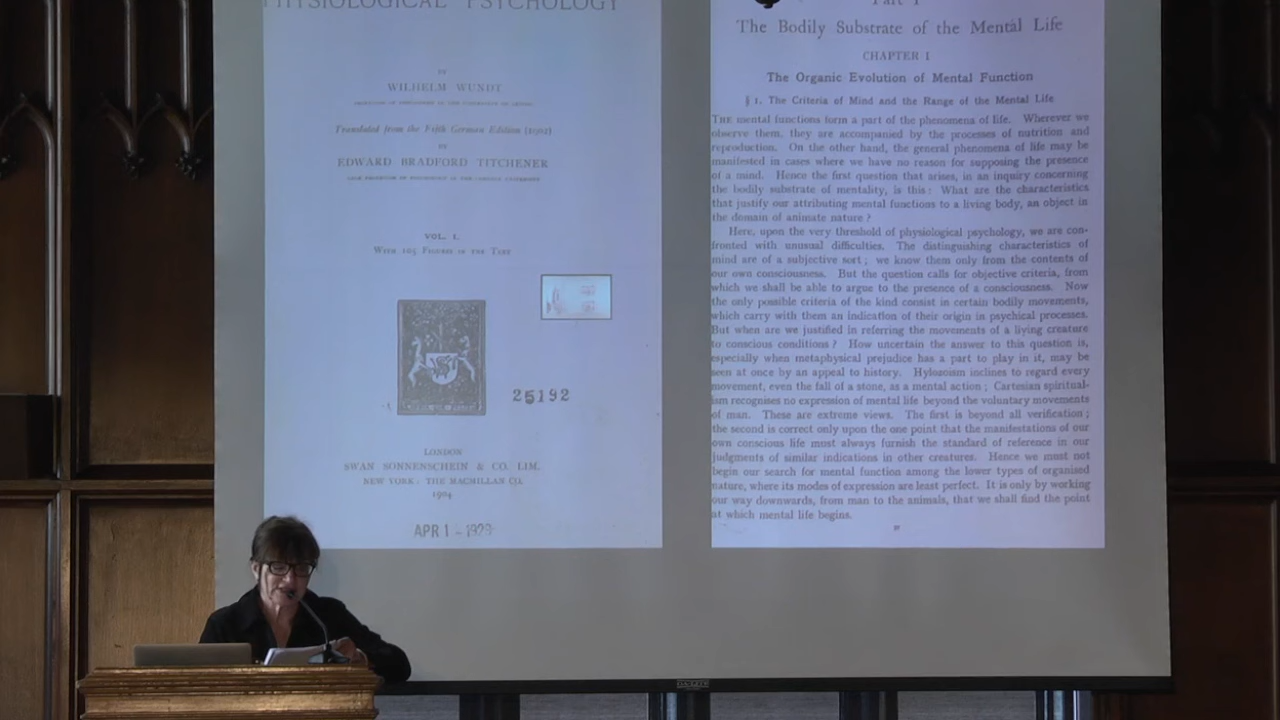 PHYSIOLOGICAL PSYCHOLOGY
BY
WILHELM WUNDT
Translated from the Fifth German Edition (1902)
BY
EDWARD BRADFORD TITCHENER
VOL. I.
WITH 105 FIGURES IN THE TEXT
25192
LONDON
SWAN SONNENSCHEIN & CO. LIM.
NEW YORK: THE MACMILLAN CO.
1904
APR 1 - 1929
Part I
The Bodily Substrate of the Mental Life
CHAPTER I
The Organic Evolution of Mental Function
§ 1. The Criteria of Mind and the Range of the Mental Life
THE mental functions form a part of the phenomena of life. Wherever we
observe them, they are accompanied by the processes of nutrition and
reproduction. On the other hand, the general phenomena of life may be
manifested in cases where we have no reason for supposing the presence
of a mind. Hence the first question that arises, in an inquiry concerning
the bodily substrate of mentality, is this: What are the characteristics
that justify our attributing mental functions to a living body, an object in
the domain of animate nature?
Here, upon the very threshold of physiological psychology, we are con-
fronted with unusual difficulties. The distinguishing characteristics of
mind are of a subjective sort; we know them only from the contents of
our own consciousness. But the question calls for objective criteria, from
which we shall be able to argue to the presence of a consciousness. Now
the only possible criteria of the kind consist in certain bodily movements,
which carry with them an indication of their origin in psychical processes.
But when are we justified in referring the movements of a living creature
to conscious conditions? How uncertain the answer to this question is,
especially when metaphysical prejudice has a part to play in it, may be
seen at once by an appeal to history. Hylozoism inclines to regard every
movement, even the fall of a stone, as a mental action; Cartesian spiritual-
ism recognises no expression of mental life beyond the voluntary movements
of man. These are extreme views. The first is beyond all verification;
the second is correct only upon the one point that the manifestations of our
own conscious life must always furnish the standard of reference in our
judgments of similar indications in other creatures. Hence we must not
begin our search for mental function among the lower types of organised
nature, where its modes of expression are least perfect. It is only by working
our way downwards, from man to the animals, that we shall find the point
at which mental life begins.